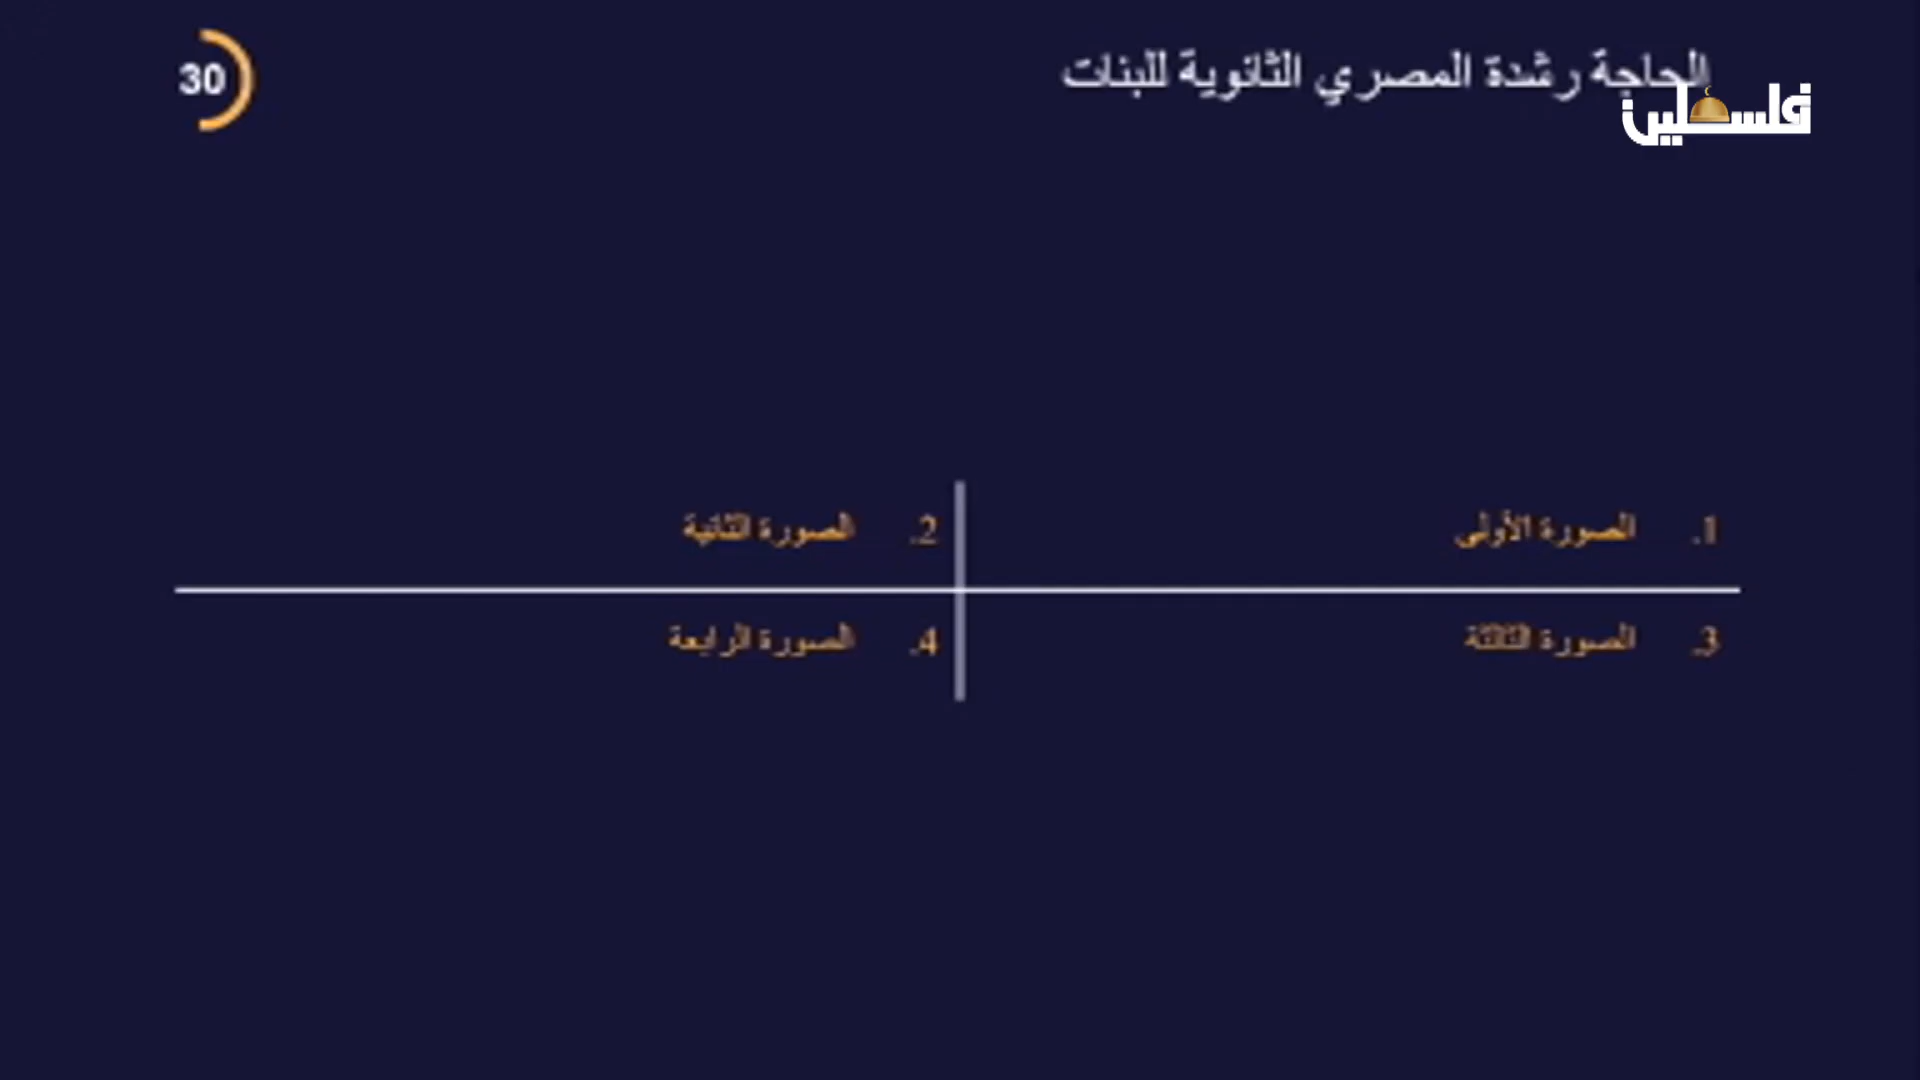 الحاجة رشدة المصري الثانوية للبنات
30
فلسطين
1. الصورة الأولى
2. الصورة الثانية
3. الصورة الثالثة
4. الصورة الرابعة